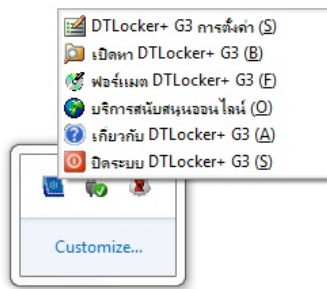 DTLocker+ G3 การตั้งค่า (S)
เปิดหา DTLocker+ G3 (B)
ฟอร์แมต DTLocker+ G3 (F)
บริการสนับสนุนออนไลน์ (O)
เกี่ยวกับ DTLocker+ G3 (A)
ปิดระบบ DTLocker+ G3 (S)
Customize...